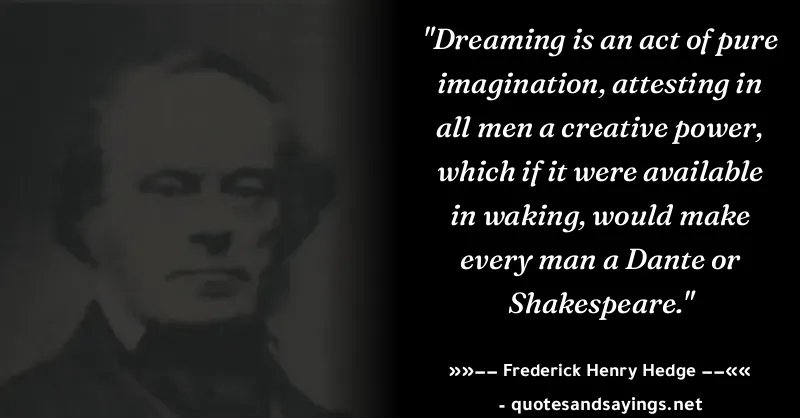 "Dreaming is an act of pure
imagination, attesting in
all men a creative power,
which if it were available
in waking, would make
every man a Dante or
Shakespeare."
»»−− Frederick Henry Hedge −−««
- quotesandsayings.net